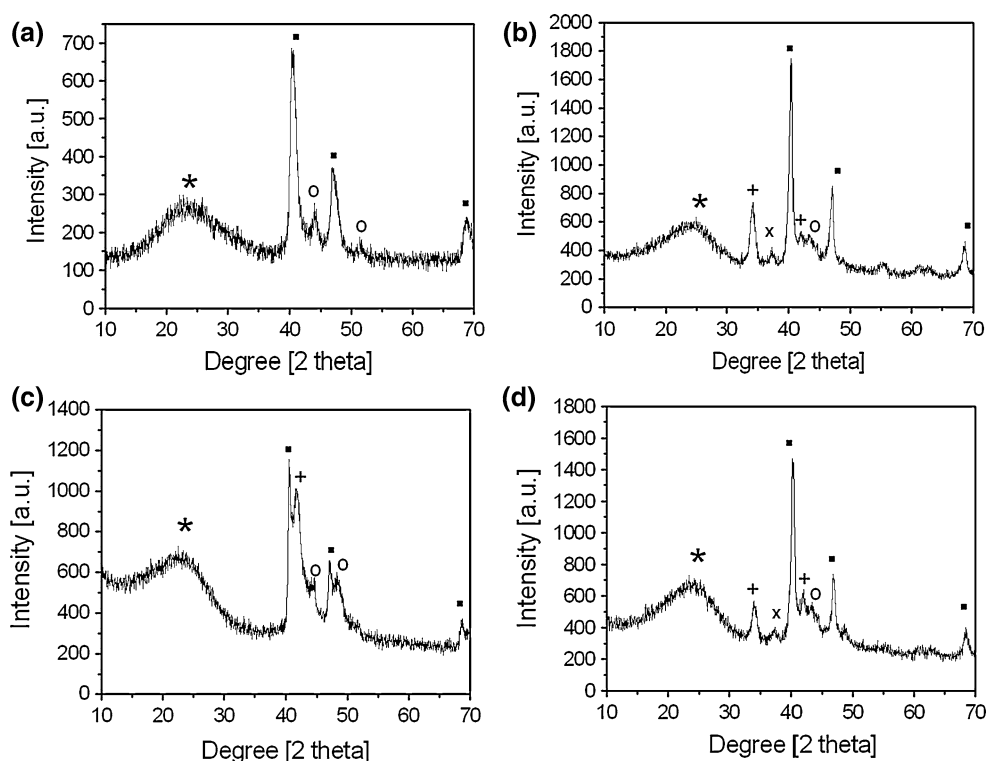 (a)
700
600
500
400
300
200
100
0
10 20 30 40 50 60 70
Intensity [a.u.]
Degree [2 theta]
* ■ o ■ o ■
(b)
2000
1800
1600
1400
1200
1000
800
600
400
200
0
10 20 30 40 50 60 70
Intensity [a.u.]
Degree [2 theta]
* + x ■ + o ■ ■
(c)
1400
1200
1000
800
600
400
200
0
10 20 30 40 50 60 70
Intensity [a.u.]
Degree [2 theta]
* ■ + o ■ o ■
(d)
1800
1600
1400
1200
1000
800
600
400
200
0
10 20 30 40 50 60 70
Intensity [a.u.]
Degree [2 theta]
* + x ■ + o ■ ■